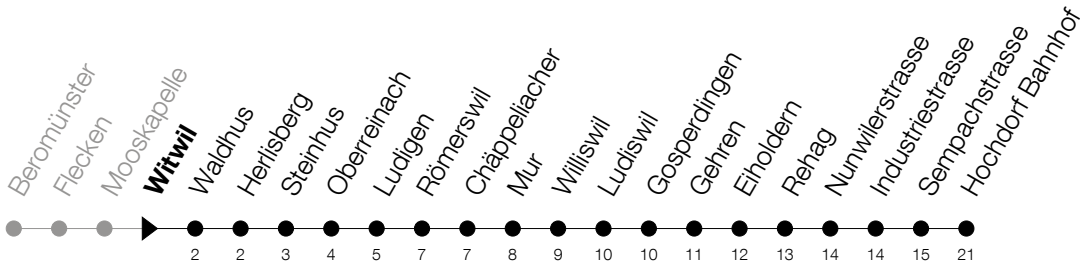 Beromünster
Flecken
Mooskapelle
Witwil
Waldhus
Herlisberg
Steinhus
Oberreinach
Ludigen
Römerswil
Chäppeliacher
Mur
Williswil
Ludiswil
Gosperdingen
Gehren
Eiholdern
Rehag
Nunwilerstrasse
Industriestrasse
Sempachstrasse
Hochdorf Bahnhof
2 2 3 4 5 7 7 8 9 10 10 11 12 13 14 14 15 21